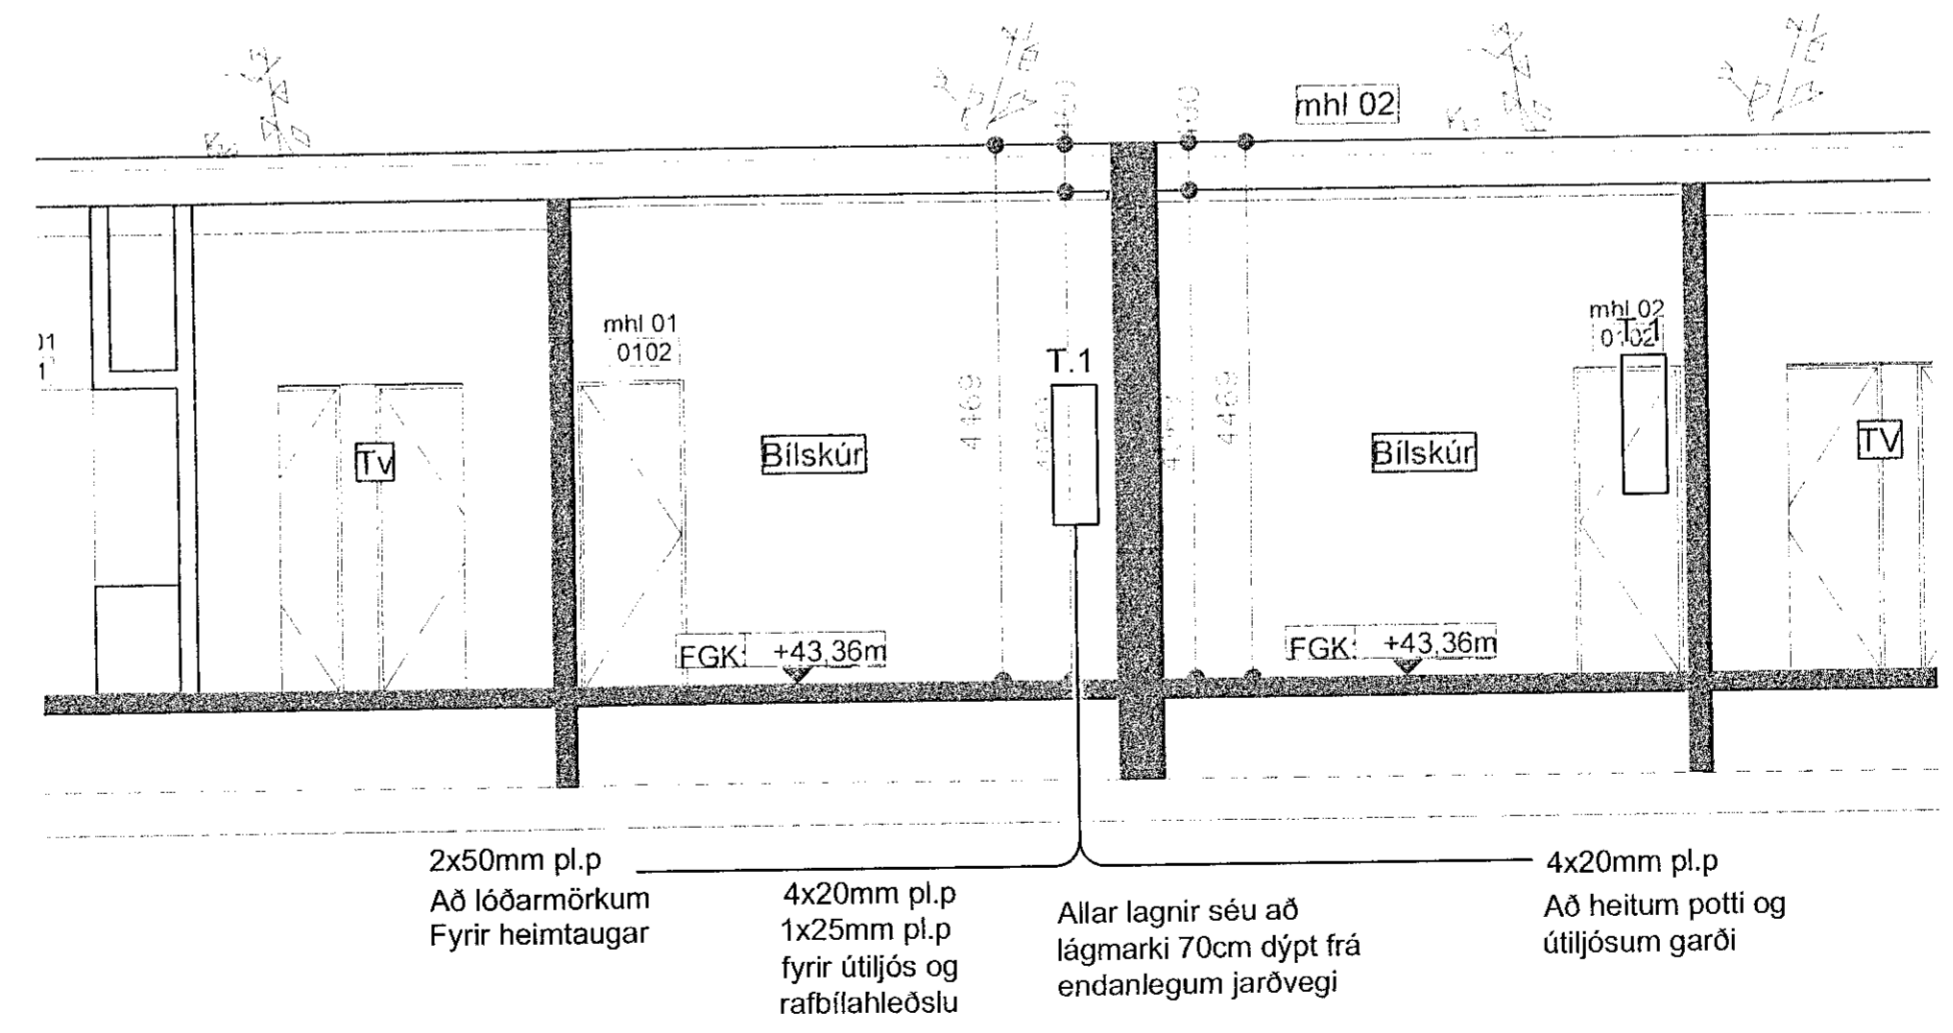 mhl 02
mhl 01
0102
T.1
mhl 02
0102
T.1
01
1
4469
4469
Tv
Bílskúr
Bílskúr
TV
FGK: +43,36m
FGK: +43,36m
2x50mm pl.p
Að lóðarmörkum
Fyrir heimtaugar
4x20mm pl.p
1x25mm pl.p
fyrir útiljós og
rafbílahleðslu
Allar lagnir séu að
lágmarki 70cm dýpt frá
endanlegum jarðvegi
4x20mm pl.p
Að heitum potti og
útiljósum garði